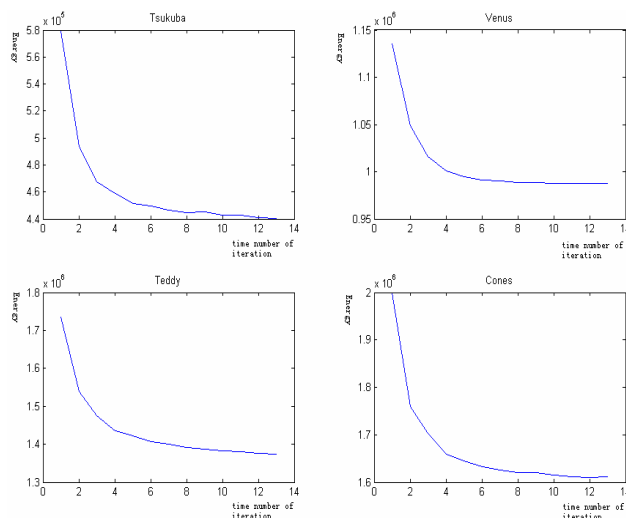 Tsukuba
x 10^5
5.8
5.6
5.4
5.2
5
4.8
4.6
4.4
Energy
0 2 4 6 8 10 12 14
time number of
iteration
Venus
x 10^6
1.15
1.1
1.05
1
0.95
Energy
0 2 4 6 8 10 12 14
time number of
iteration
Teddy
x 10^6
1.8
1.7
1.6
1.5
1.4
1.3
Energy
0 2 4 6 8 10 12 14
time number of
iteration
Cones
x 10^6
2
1.9
1.8
1.7
1.6
Energy
0 2 4 6 8 10 12 14
time number of
iteration